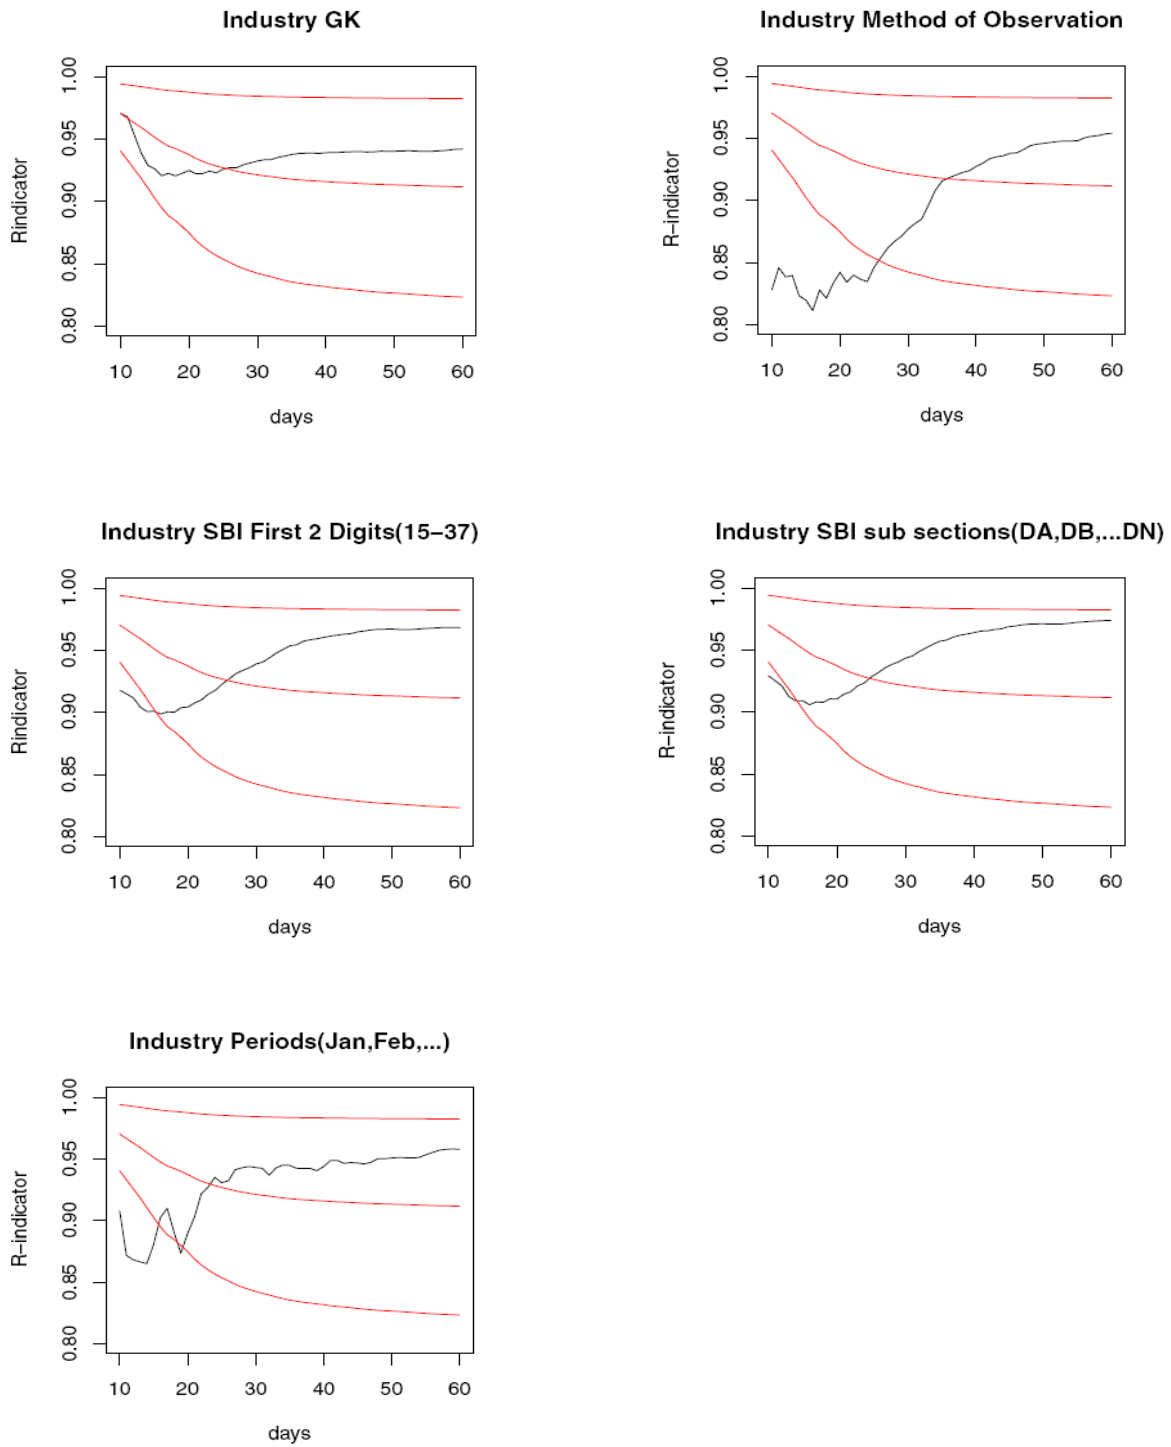 Industry GK
Rindicator
1.00
0.95
0.90
0.85
0.80
10 20 30 40 50 60
days
Industry Method of Observation
R−indicator
1.00
0.95
0.90
0.85
0.80
10 20 30 40 50 60
days
Industry SBI First 2 Digits(15−37)
Rindicator
1.00
0.95
0.90
0.85
0.80
10 20 30 40 50 60
days
Industry SBI sub sections(DA,DB,...DN)
R−indicator
1.00
0.95
0.90
0.85
0.80
10 20 30 40 50 60
days
Industry Periods(Jan,Feb,...)
R−indicator
1.00
0.95
0.90
0.85
0.80
10 20 30 40 50 60
days